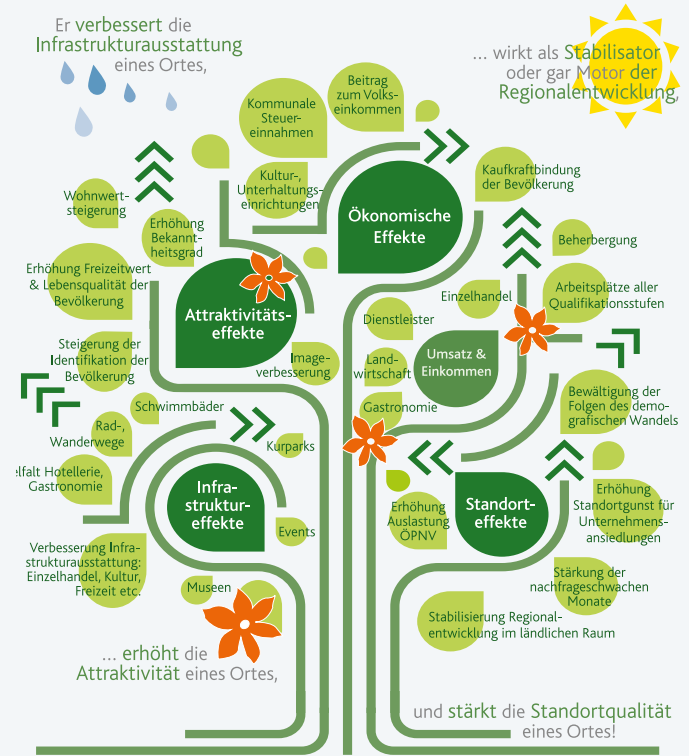 Er verbessert die
Infrastrukturausstattung
eines Ortes,
... wirkt als Stabilisator
oder gar Motor der
Regionalentwicklung,
Beitrag
zum Volks-
einkommen
Kommunale
Steuer-
einnahmen
Kultur-,
Unterhaltungs-
einrichtungen
Ökonomische
Effekte
Kaufkraftbindung
der Bevölkerung
Wohnwert-
steigerung
Erhöhung
Bekannt-
heitsgrad
Erhöhung Freizeitwert
& Lebensqualität der
Bevölkerung
Attraktivitäts-
effekte
Steigerung der
Identifikation der
Bevölkerung
Image-
verbesserung
Beherbergung
Einzelhandel
Arbeitsplätze aller
Qualifikationsstufen
Dienstleister
Umsatz &
Einkommen
Land-
wirtschaft
Gastronomie
Bewältigung der
Folgen des demo-
grafischen Wandels
Schwimmbäder
Rad-,
Wanderwege
Kurparks
elfalt Hotellerie,
Gastronomie
Infra-
struktur-
effekte
Events
Verbesserung Infra-
strukturausstattung:
Einzelhandel, Kultur,
Freizeit etc.
Museen
Erhöhung
Auslastung
ÖPNV
Standort-
effekte
Erhöhung
Standortgunst für
Unternehmens-
ansiedlungen
Stärkung der
nachfrageschwachen
Monate
Stabilisierung Regional-
entwicklung im ländlichen Raum
... erhöht die
Attraktivität eines Ortes,
und stärkt die Standortqualität
eines Ortes!